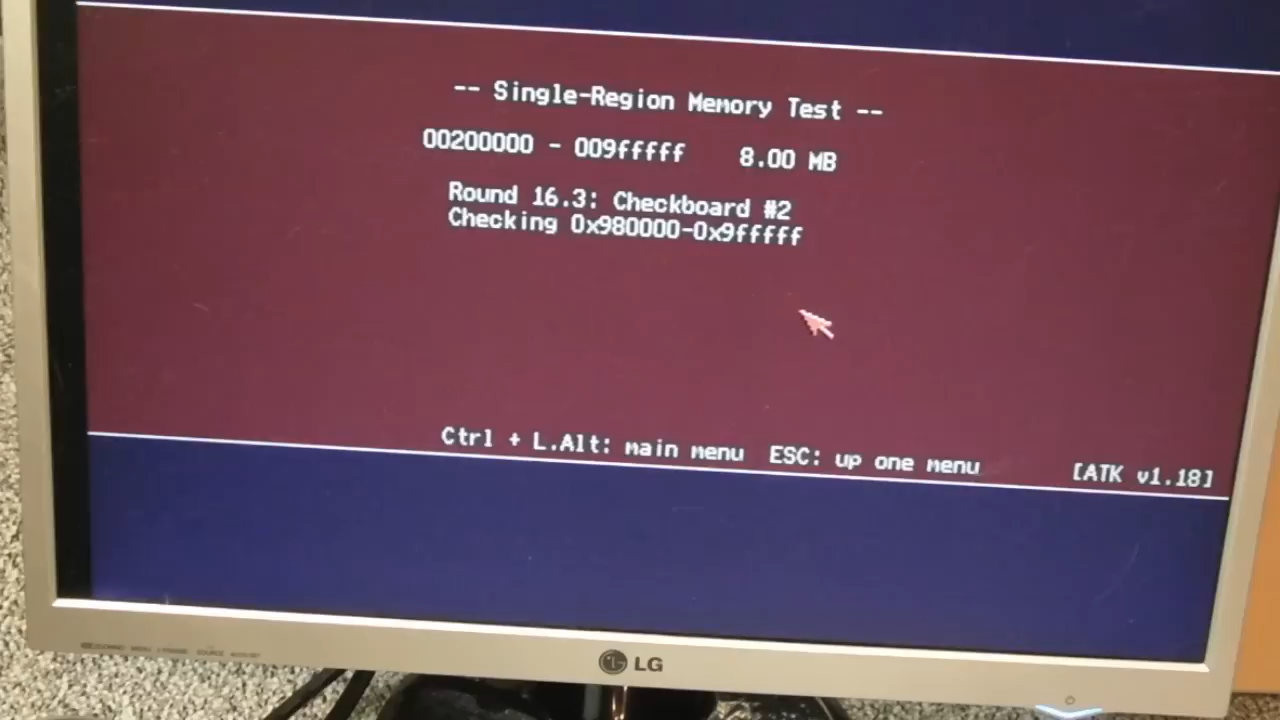 -- Single-Region Memory Test --
00200000 - 009fffff 8.00 MB
Round 16.3: Checkboard #2
Checking 0x980000-0x9fffff
Ctrl + L.Alt: main menu ESC: up one menu [ATK v1.18]
LG